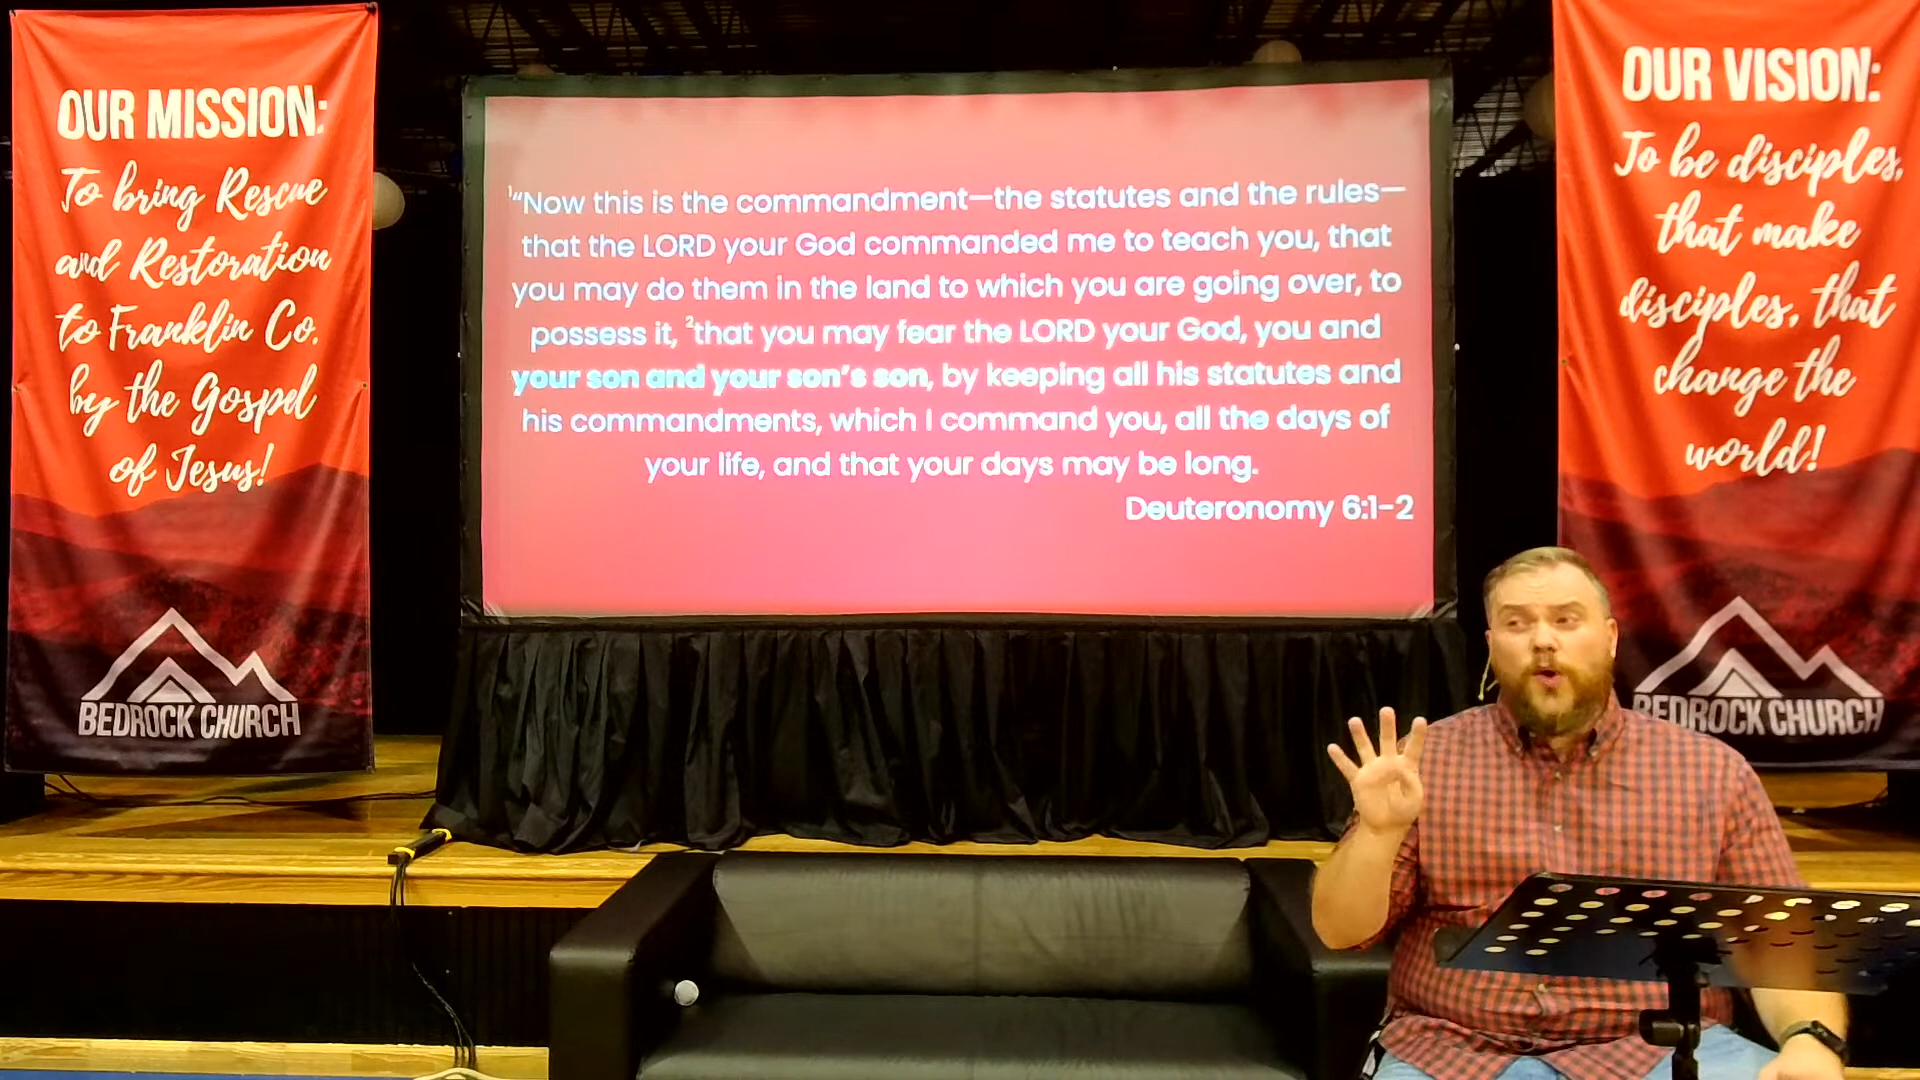 OUR MISSION:
To bring Rescue
and Restoration
to Franklin Co.
by the Gospel
of Jesus!
BEDROCK CHURCH
¹“Now this is the commandment—the statutes and the rules—
that the LORD your God commanded me to teach you, that
you may do them in the land to which you are going over, to
possess it, ²that you may fear the LORD your God, you and
your son and your son’s son, by keeping all his statutes and
his commandments, which I command you, all the days of
your life, and that your days may be long.
Deuteronomy 6:1-2
OUR VISION:
To be disciples,
that make
disciples, that
change the
world!
BEDROCK CHURCH